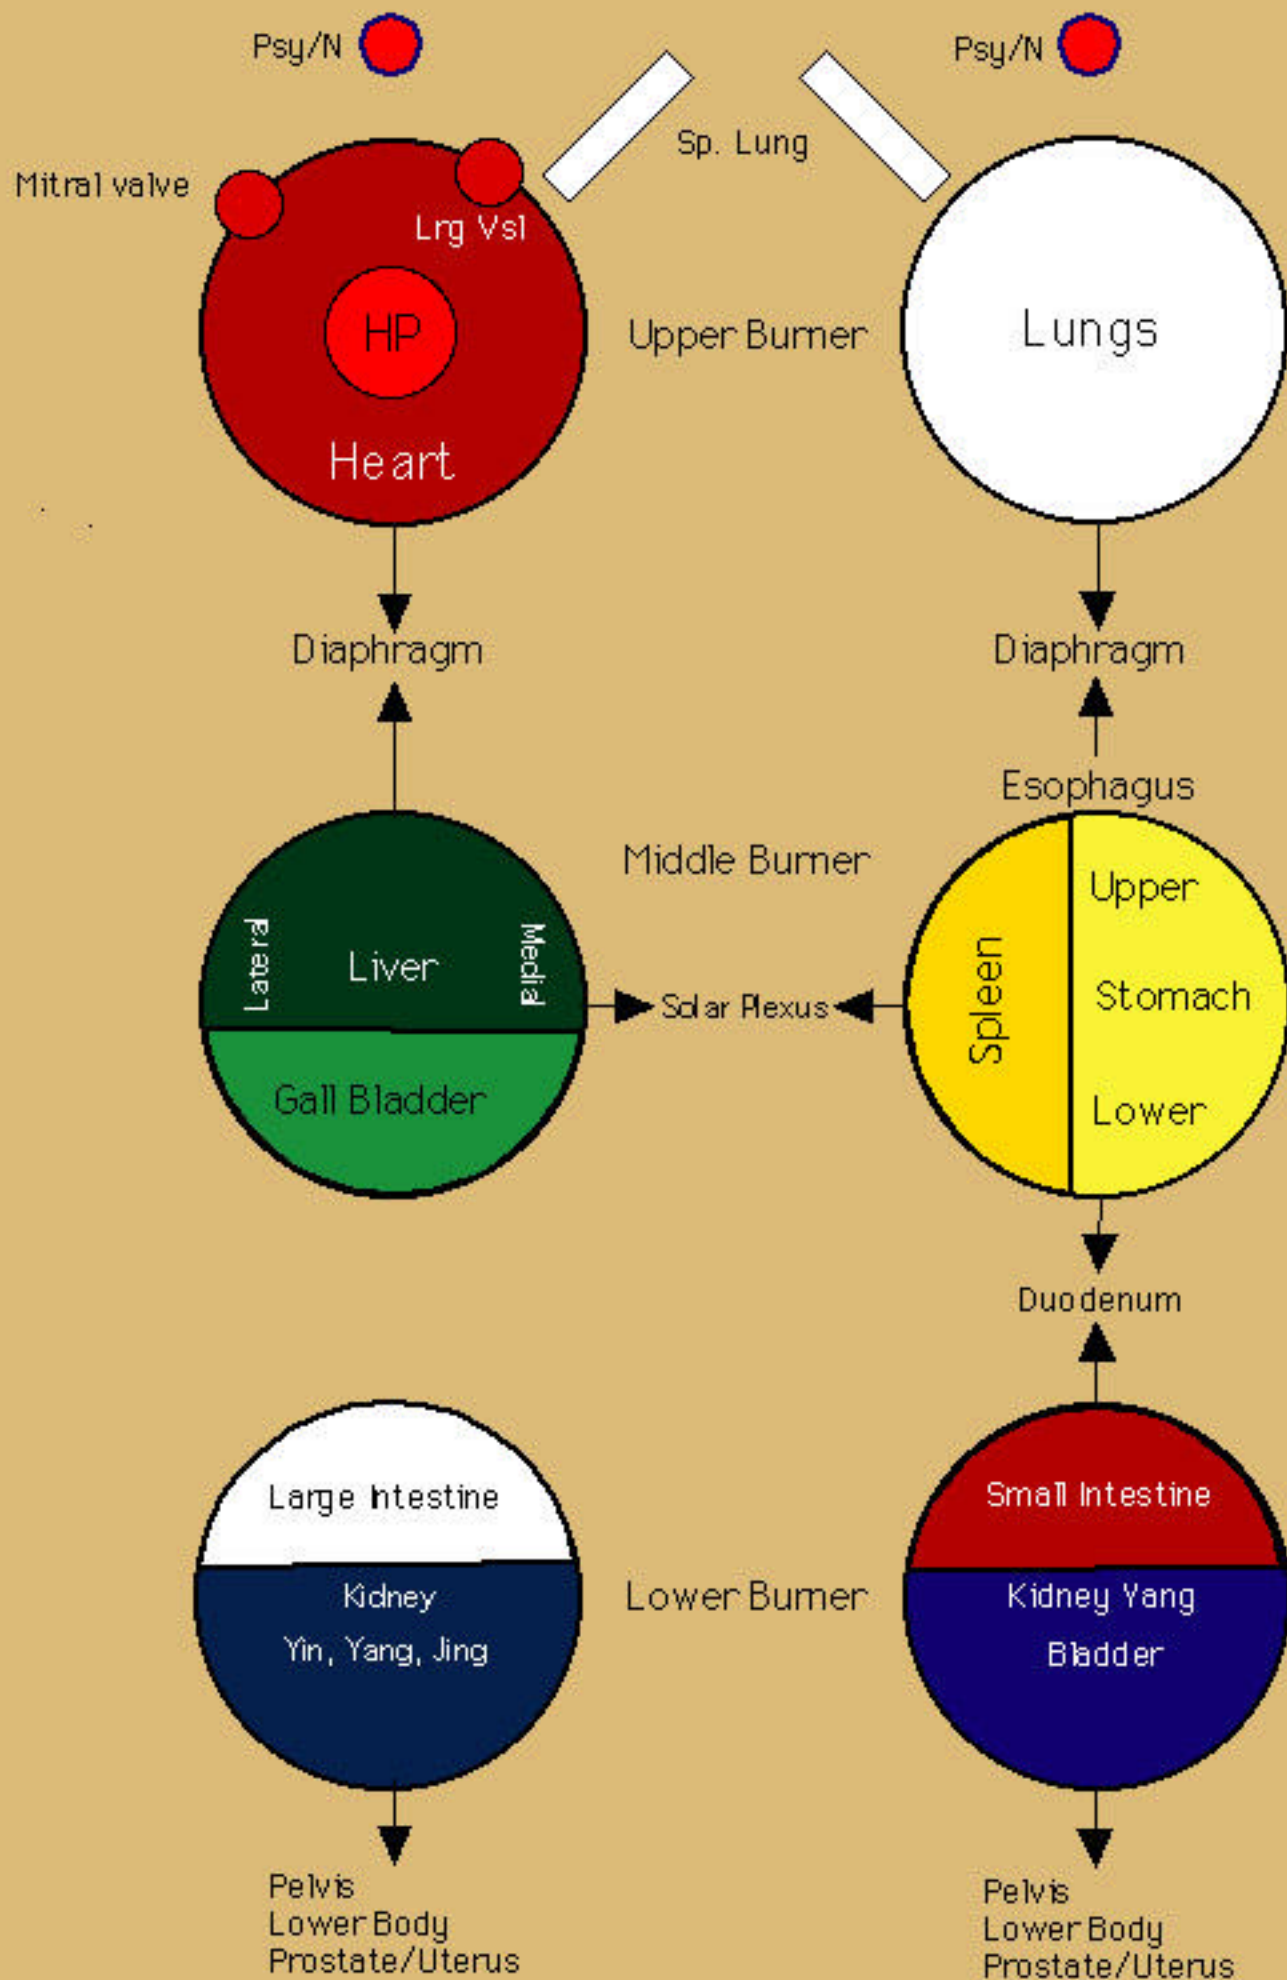 Psy/N
Psy/N
Sp. Lung
Mitral valve
Lrg Vsl
HP
Upper Burner
Lungs
Heart
Diaphragm
Diaphragm
Esophagus
Middle Burner
Upper
Lateral
Liver
Medial
Solar Plexus
Spleen
Stomach
Gall Bladder
Lower
Duodenum
Large Intestine
Small Intestine
Kidney
Yin, Yang, Jing
Lower Burner
Kidney Yang
Bladder
Pelvis
Lower Body
Prostate/Uterus
Pelvis
Lower Body
Prostate/Uterus